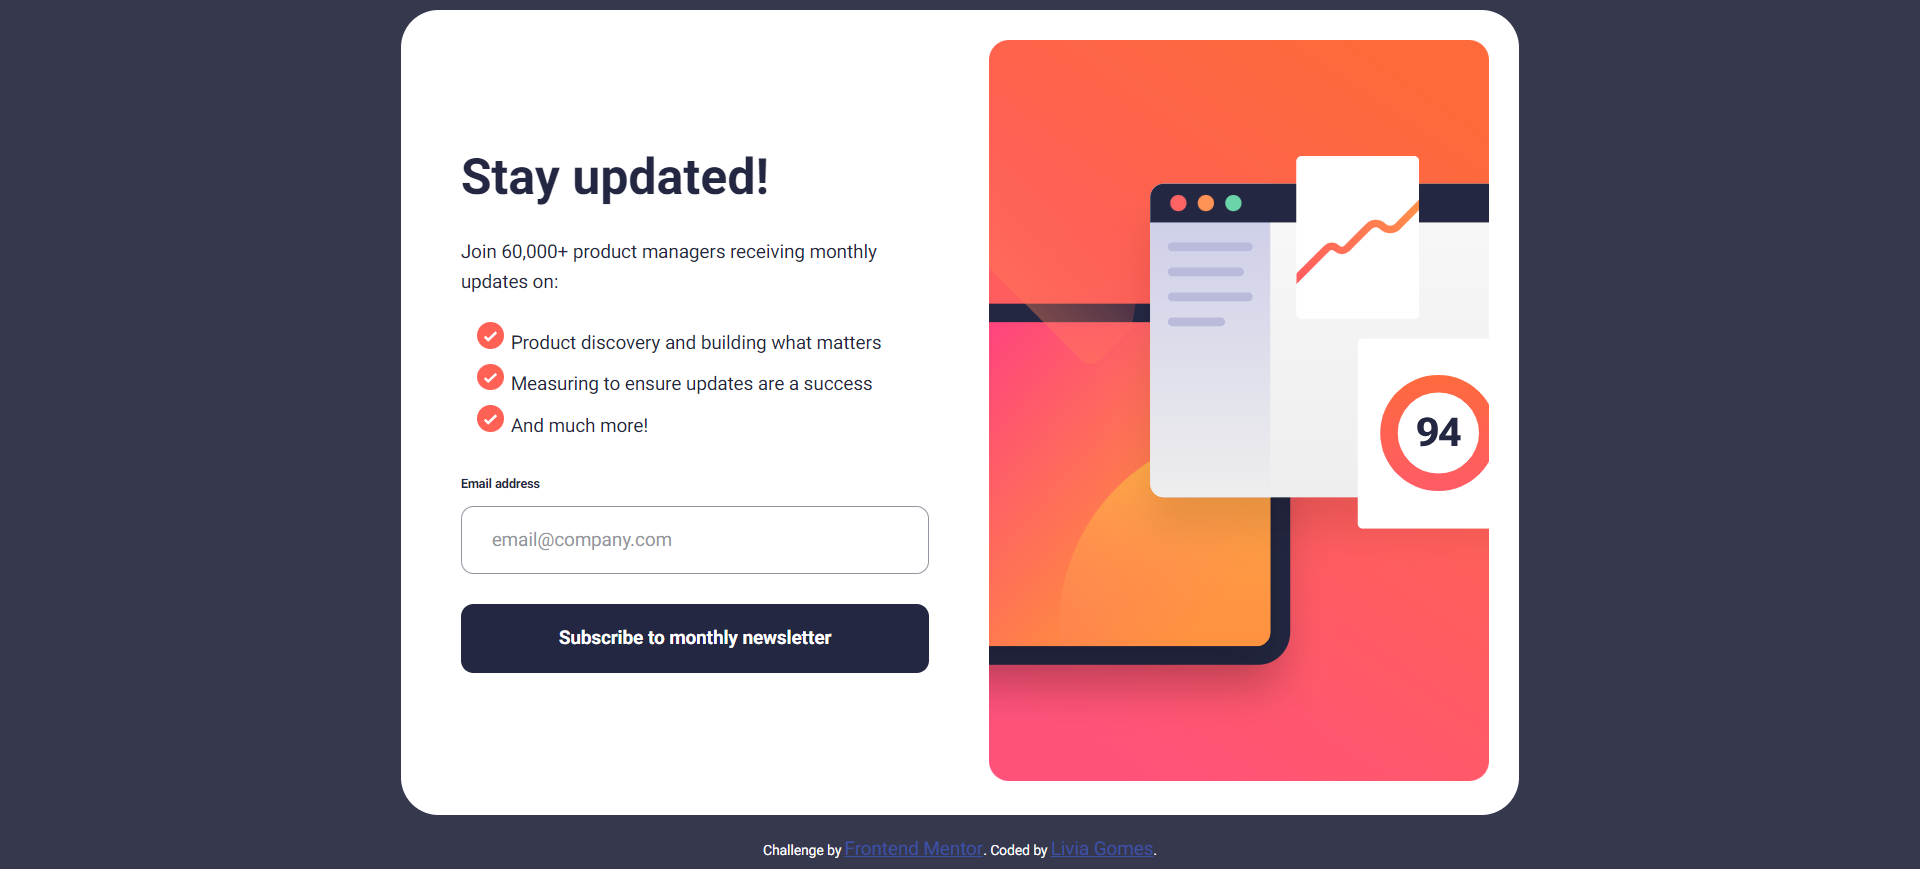 Stay updated!
Join 60,000+ product managers receiving monthly
updates on:
Product discovery and building what matters
Measuring to ensure updates are a success
And much more!
Email address
email@company.com
Subscribe to monthly newsletter
94
Challenge by Frontend Mentor. Coded by Livia Gomes.